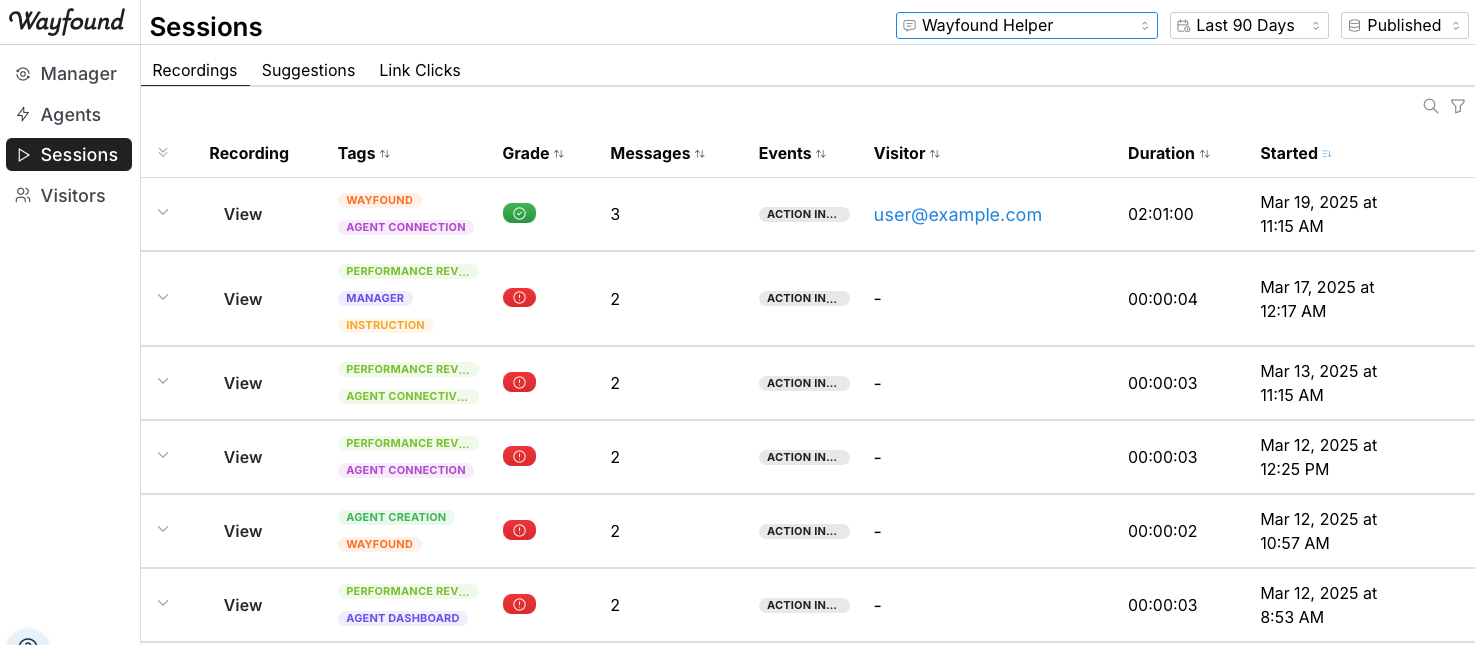 Wayfound
Sessions
Wayfound Helper
Last 90 Days
Published
Manager
Agents
Sessions
Visitors
Recordings Suggestions Link Clicks
Recording Tags Grade Messages Events Visitor Duration Started
View WAYFOUND AGENT CONNECTION 3 ACTION IN... user@example.com 02:01:00 Mar 19, 2025 at 11:15 AM
View PERFORMANCE REV... MANAGER INSTRUCTION 2 ACTION IN... - 00:00:04 Mar 17, 2025 at 12:17 AM
View PERFORMANCE REV... AGENT CONNECTIV... 2 ACTION IN... - 00:00:03 Mar 13, 2025 at 11:15 AM
View PERFORMANCE REV... AGENT CONNECTION 2 ACTION IN... - 00:00:03 Mar 12, 2025 at 12:25 PM
View AGENT CREATION WAYFOUND 2 ACTION IN... - 00:00:02 Mar 12, 2025 at 10:57 AM
View PERFORMANCE REV... AGENT DASHBOARD 2 ACTION IN... - 00:00:03 Mar 12, 2025 at 8:53 AM